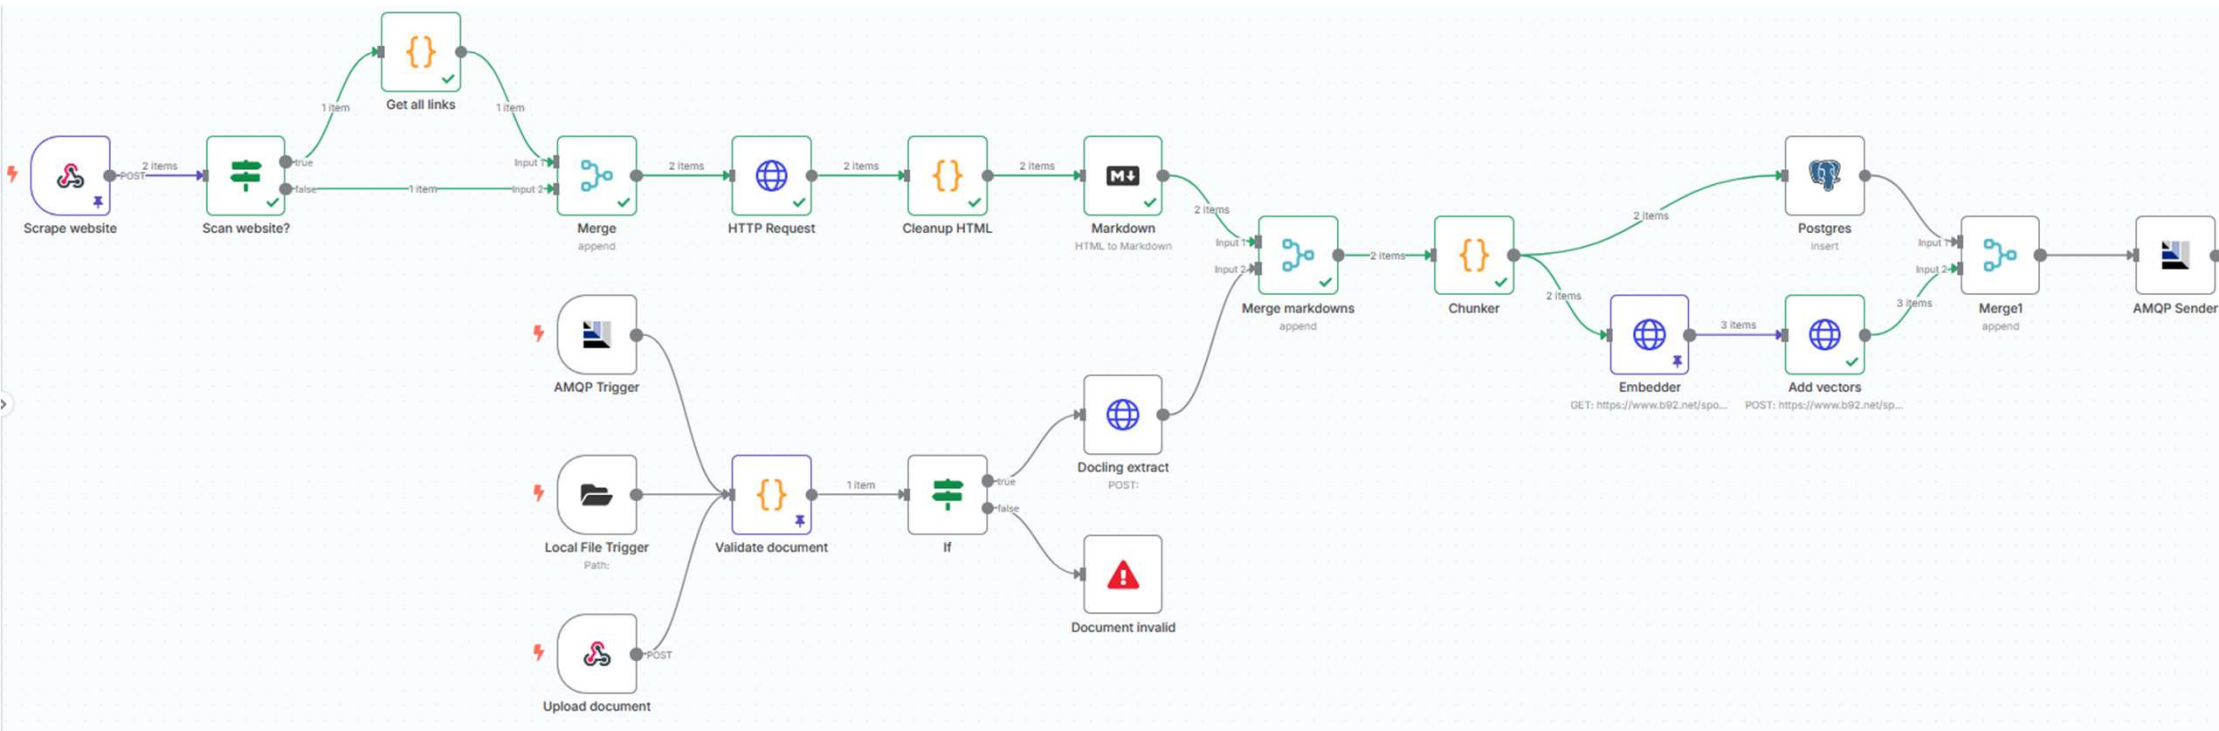 Get all links
1 item
1 item
Scrape website
POST
2 items
Scan website?
true
false
1 item
Input 1
Input 2
Merge
append
2 items
HTTP Request
2 items
Cleanup HTML
2 items
Markdown
HTML to Markdown
2 items
Input 1
Input 2
Merge markdowns
append
2 items
Chunker
2 items
2 items
Postgres
insert
Embedder
GET: https://www.b92.net/spo...
3 items
Add vectors
POST: https://www.b92.net/sp...
3 items
Input 1
Input 2
Merge1
append
AMQP Sender
AMQP Trigger
Local File Trigger
Path:
Upload document
POST
Validate document
1 item
If
true
false
Docling extract
POST:
Document invalid